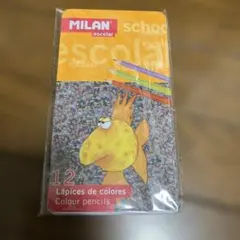 MILAN
escolar
schoo
escola
12
Lápices de colores
Colour pencils